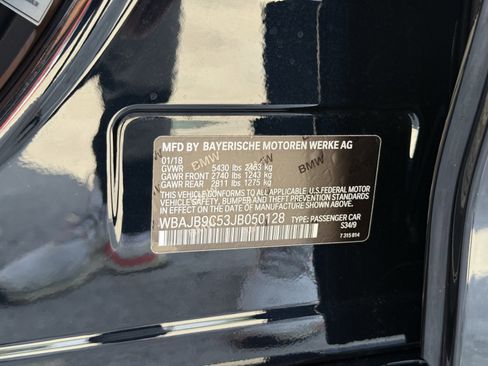 MFD BY BAYERISCHE MOTOREN WERKE AG
01/18
GVWR 5430 lbs 2463 kg
GAWR FRONT 2740 lbs 1243 kg
GAWR REAR 2811 lbs 1275 kg
THIS VEHICLE CONFORMS TO ALL APPLICABLE U.S. FEDERAL MOTOR
VEHICLE SAFETY, BUMPER, AND THEFT PREVENTION STANDARDS
IN EFFECT ON THE DATE OF MANUFACTURE SHOWN ABOVE.
WBAJB9C53JB050128 TYPE: PASSENGER CAR
S34/9
7 315 814